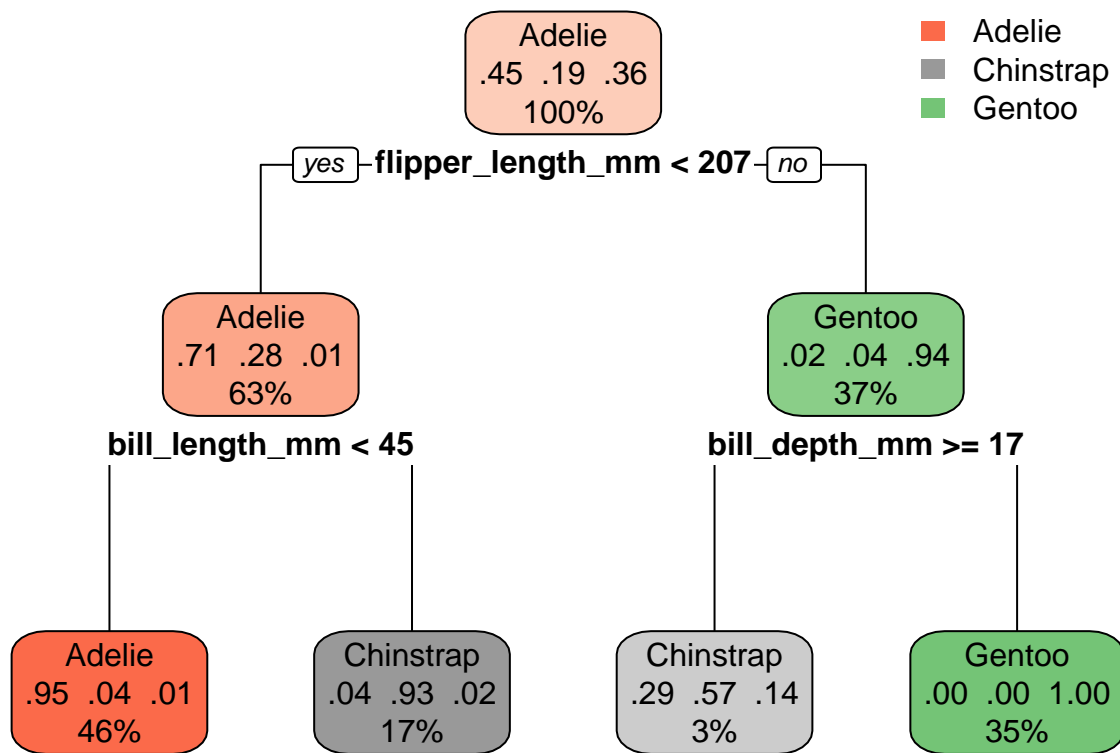 Adelie
.45 .19 .36
100%
Adelie
Chinstrap
Gentoo
yes flipper_length_mm < 207 no
Adelie
.71 .28 .01
63%
Gentoo
.02 .04 .94
37%
bill_length_mm < 45
bill_depth_mm >= 17
Adelie
.95 .04 .01
46%
Chinstrap
.04 .93 .02
17%
Chinstrap
.29 .57 .14
3%
Gentoo
.00 .00 1.00
35%